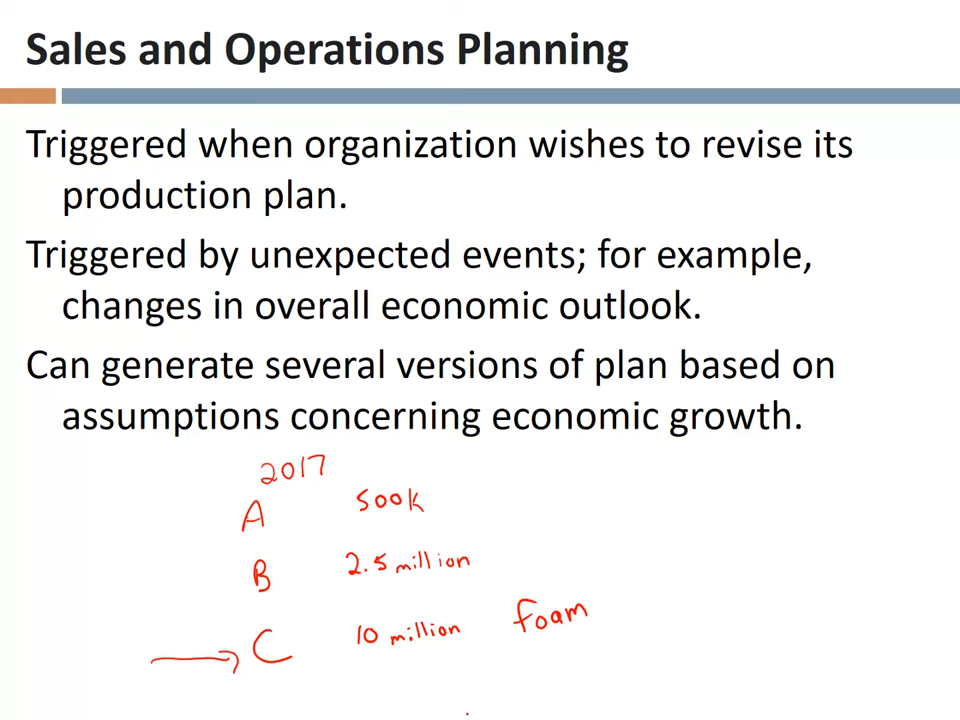 Sales and Operations Planning
Triggered when organization wishes to revise its
production plan.
Triggered by unexpected events; for example,
changes in overall economic outlook.
Can generate several versions of plan based on
assumptions concerning economic growth.
2017
A 500k
B 2.5 million
C 10 million foam